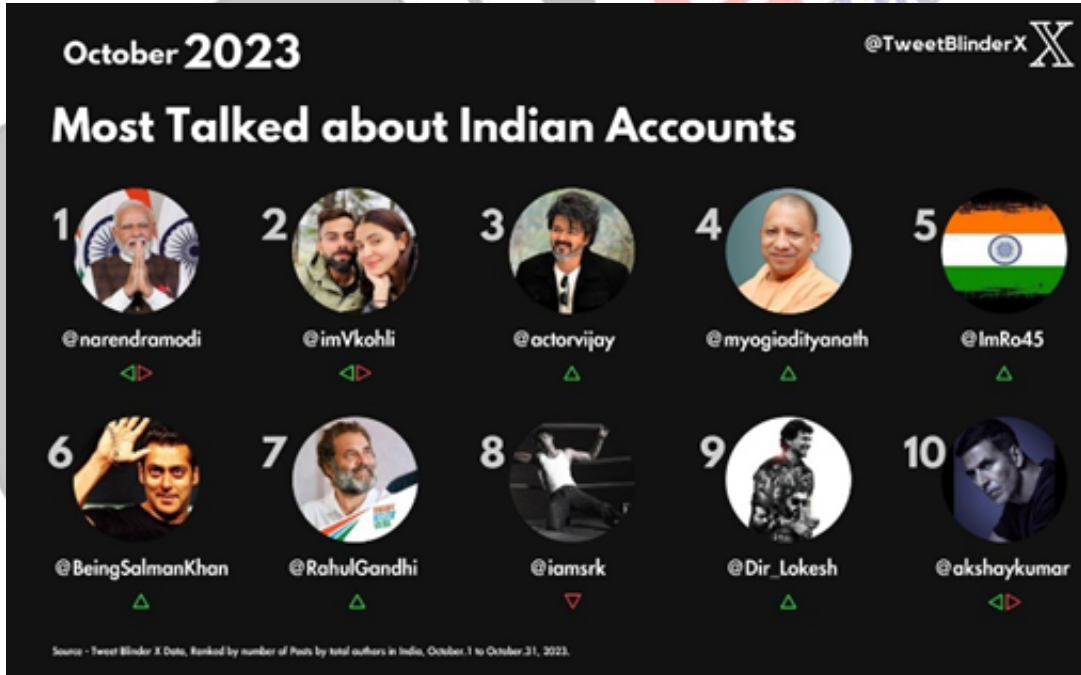 October 2023
@TweetBlinderX
Most Talked about Indian Accounts
1
@narendramodi
2
@imVkohli
3
@actorvijay
4
@myogiadityanath
5
@ImRo45
6
@BeingSalmanKhan
7
@RahulGandhi
8
@iamsrk
9
@Dir_Lokesh
10
@akshaykumar
Source - Tweet Blinder X Data, Ranked by number of Posts by total authors in India, October.1 to October.31, 2023.